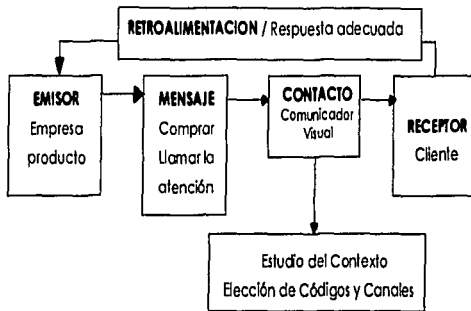 RETROALIMENTACION / Respuesta adecuada
EMISOR
Empresa
producto
MENSAJE
Comprar
Llamar la
atención
CONTACTO
Comunicador
Visual
RECEPTOR
Cliente
Estudio del Contexto
Elección de Códigos y Canales